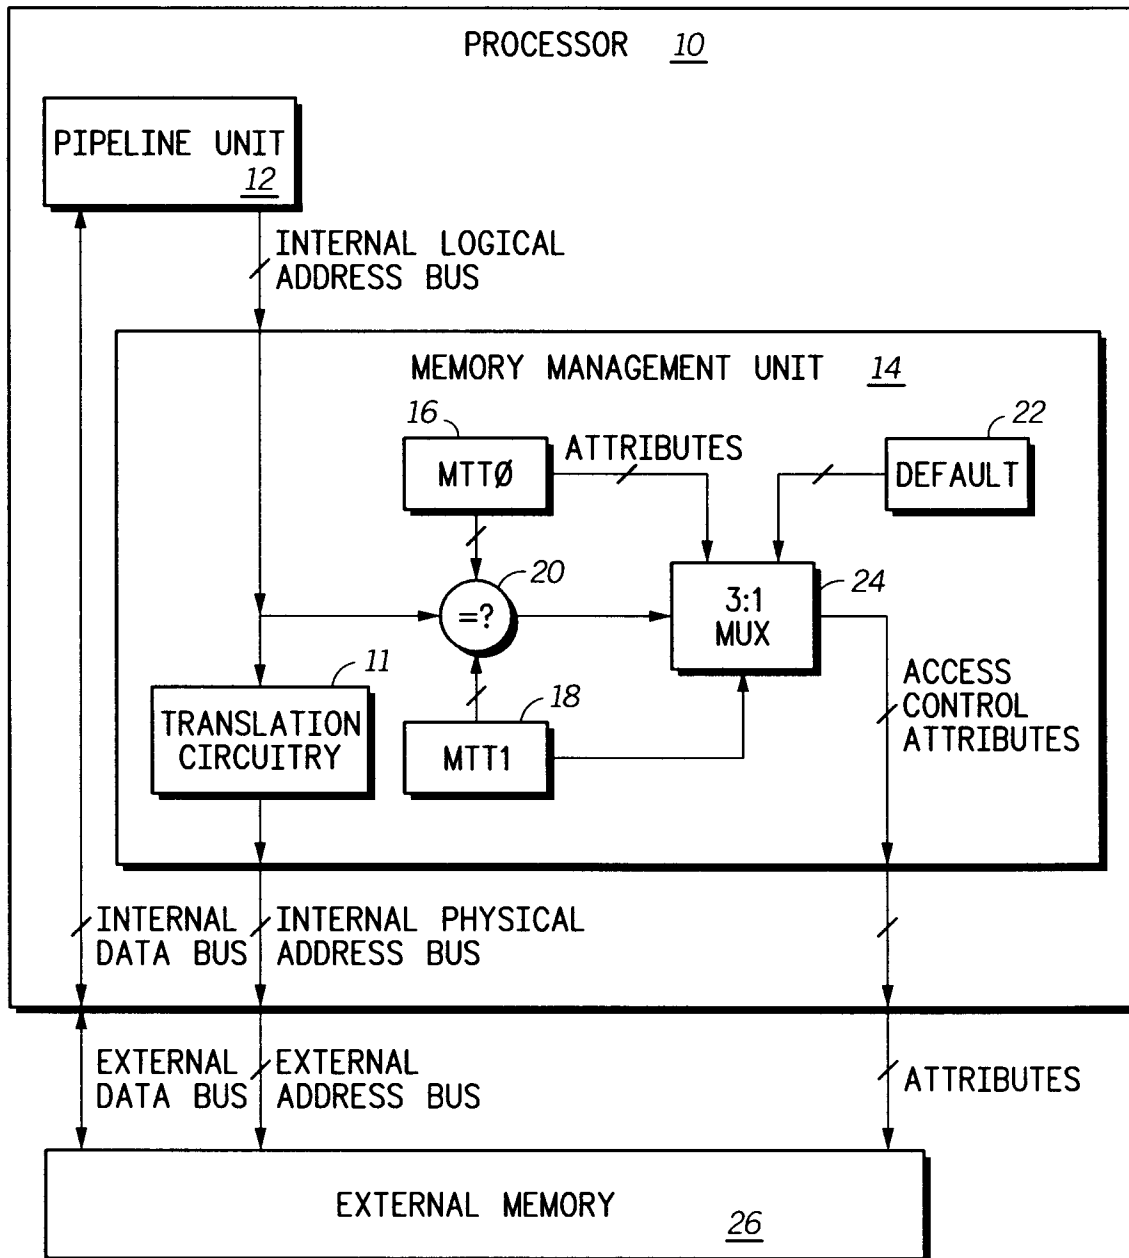 PROCESSOR 10
PIPELINE UNIT
12
INTERNAL LOGICAL
ADDRESS BUS
MEMORY MANAGEMENT UNIT 14
16
ATTRIBUTES
22
MTTØ
DEFAULT
20
=?
3:1
MUX
24
11
TRANSLATION
CIRCUITRY
18
MTT1
ACCESS
CONTROL
ATTRIBUTES
INTERNAL
DATA BUS
INTERNAL PHYSICAL
ADDRESS BUS
EXTERNAL
DATA BUS
EXTERNAL
ADDRESS BUS
ATTRIBUTES
EXTERNAL MEMORY 26